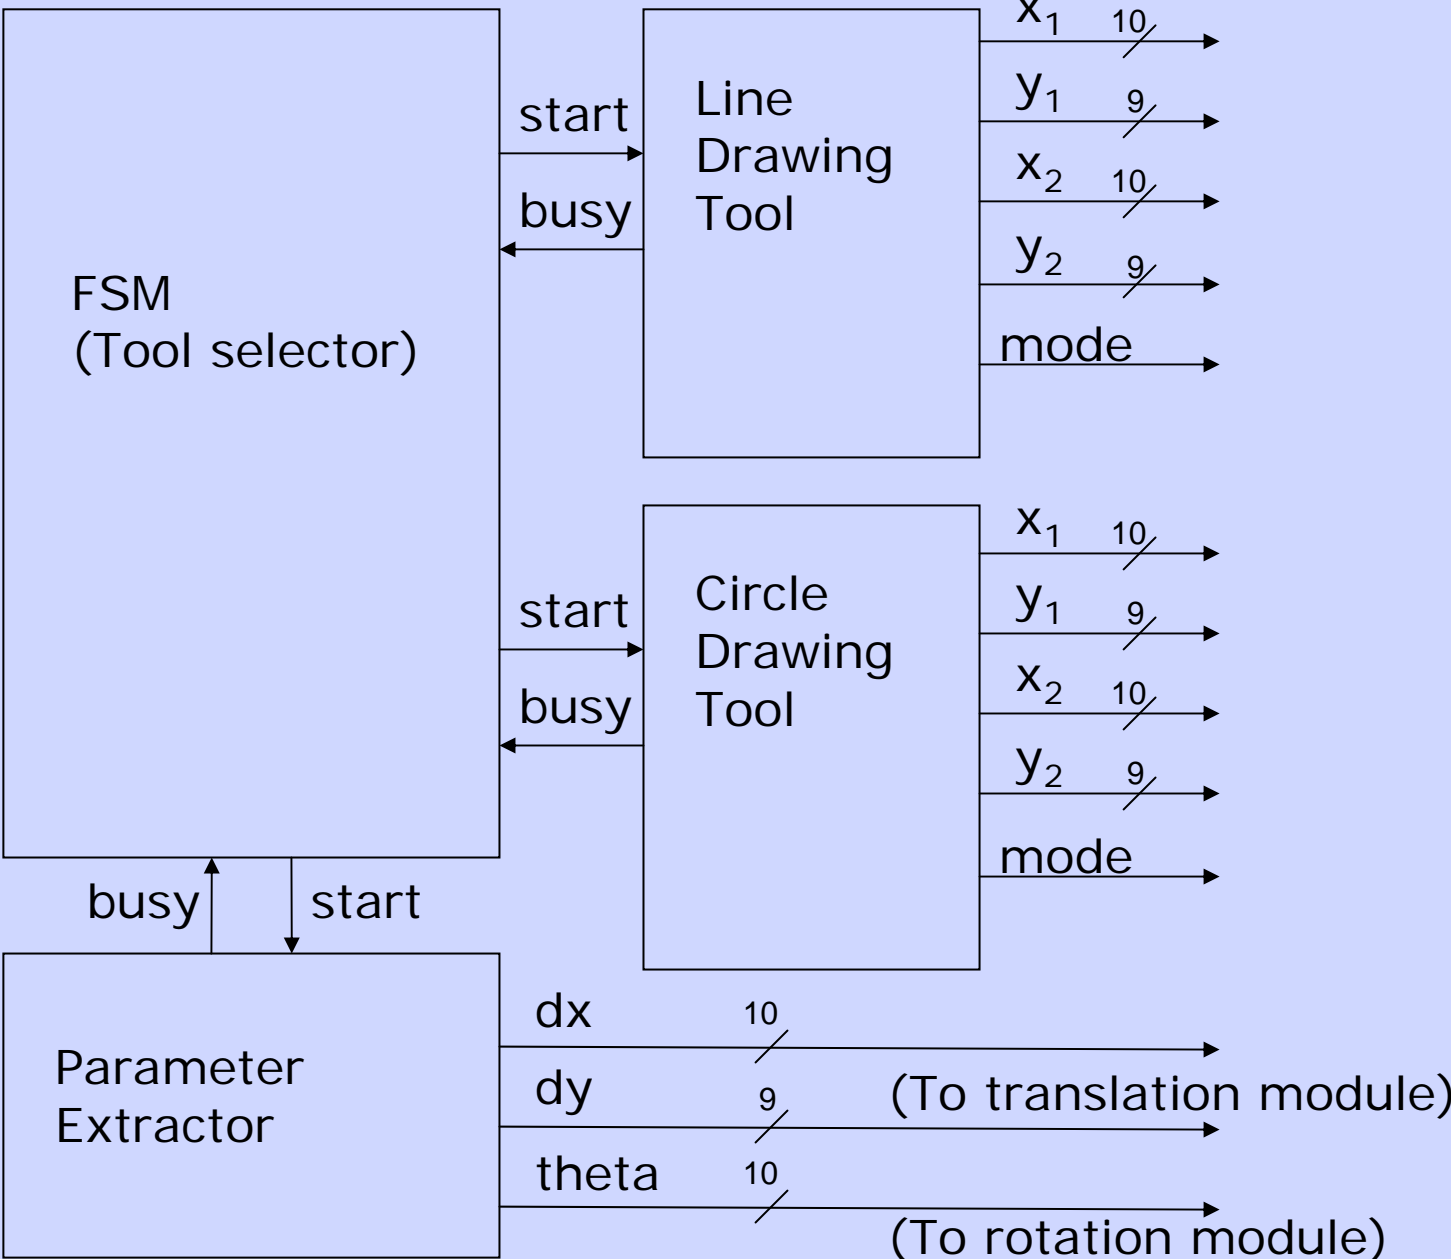 FSM
(Tool selector)
start
busy
Line
Drawing
Tool
x₁ 10
y₁ 9
x₂ 10
y₂ 9
mode
start
busy
Circle
Drawing
Tool
x₁ 10
y₁ 9
x₂ 10
y₂ 9
mode
busy
start
Parameter
Extractor
dx 10
dy 9
(To translation module)
theta 10
(To rotation module)